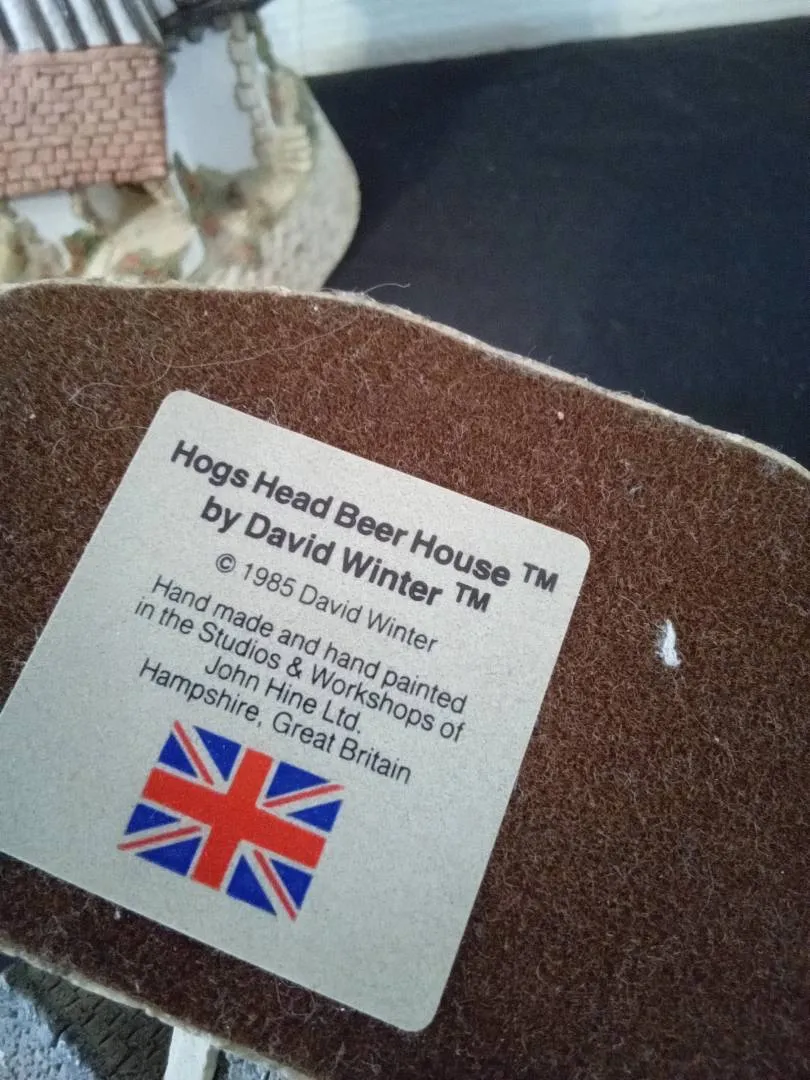 Hogs Head Beer House ™
by David Winter ™
© 1985 David Winter
Hand made and hand painted
in the Studios & Workshops of
John Hine Ltd.
Hampshire, Great Britain